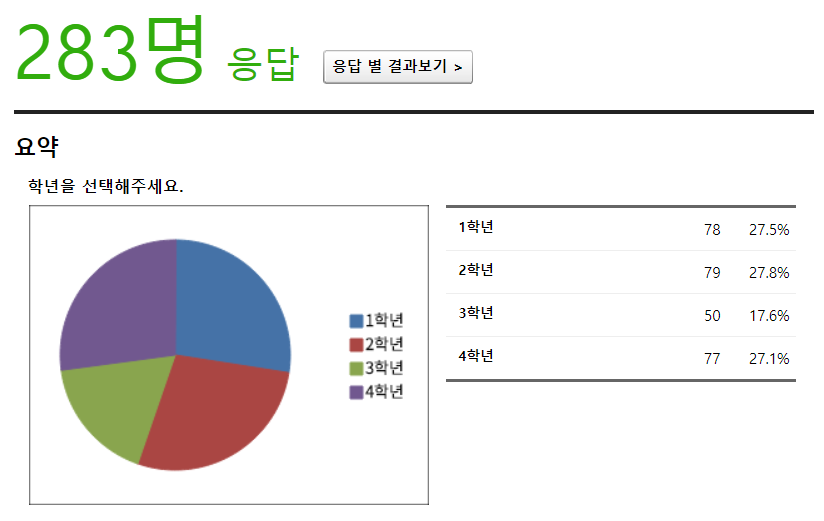 283명 응답 응답 별 결과보기 >
요약
학년을 선택해주세요.
1학년
2학년
3학년
4학년
1학년 78 27.5%
2학년 79 27.8%
3학년 50 17.6%
4학년 77 27.1%